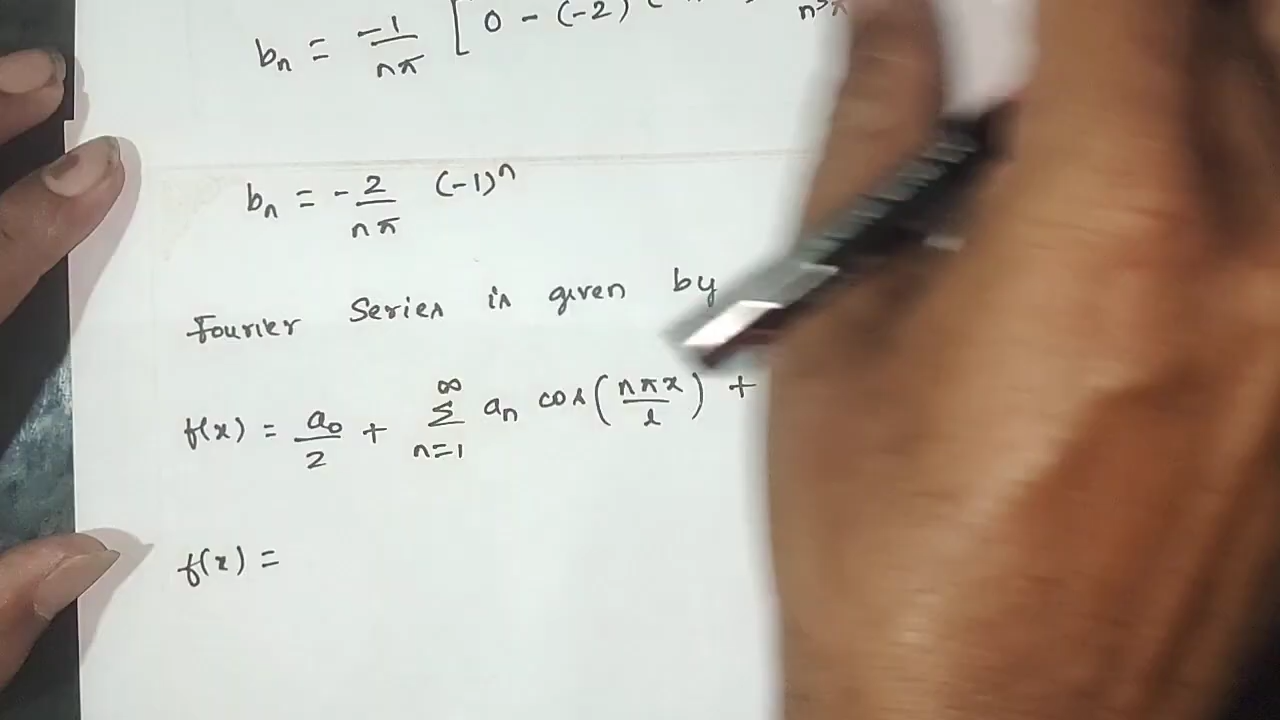 bn = -1/nπ [ 0 - (-2) (
bn = - 2/nπ (-1)^n
Fourier Series is given by
f(x) = a0/2 + ∞ Σ n=1 an cos (nπx/l) +
f(x) =